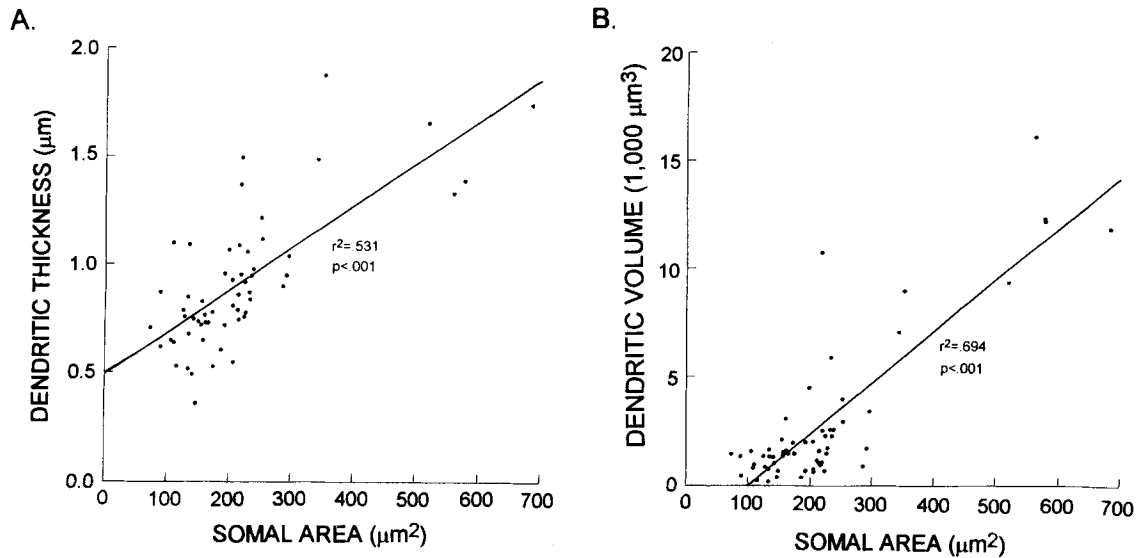 A.
2.0
1.5
1.0
0.5
0.0
DENDRITIC THICKNESS (μm)
r²=.531
p<.001
0 100 200 300 400 500 600 700
SOMAL AREA (μm²)
B.
20
15
10
5
0
DENDRITIC VOLUME (1,000 μm³)
r²=.694
p<.001
0 100 200 300 400 500 600 700
SOMAL AREA (μm²)